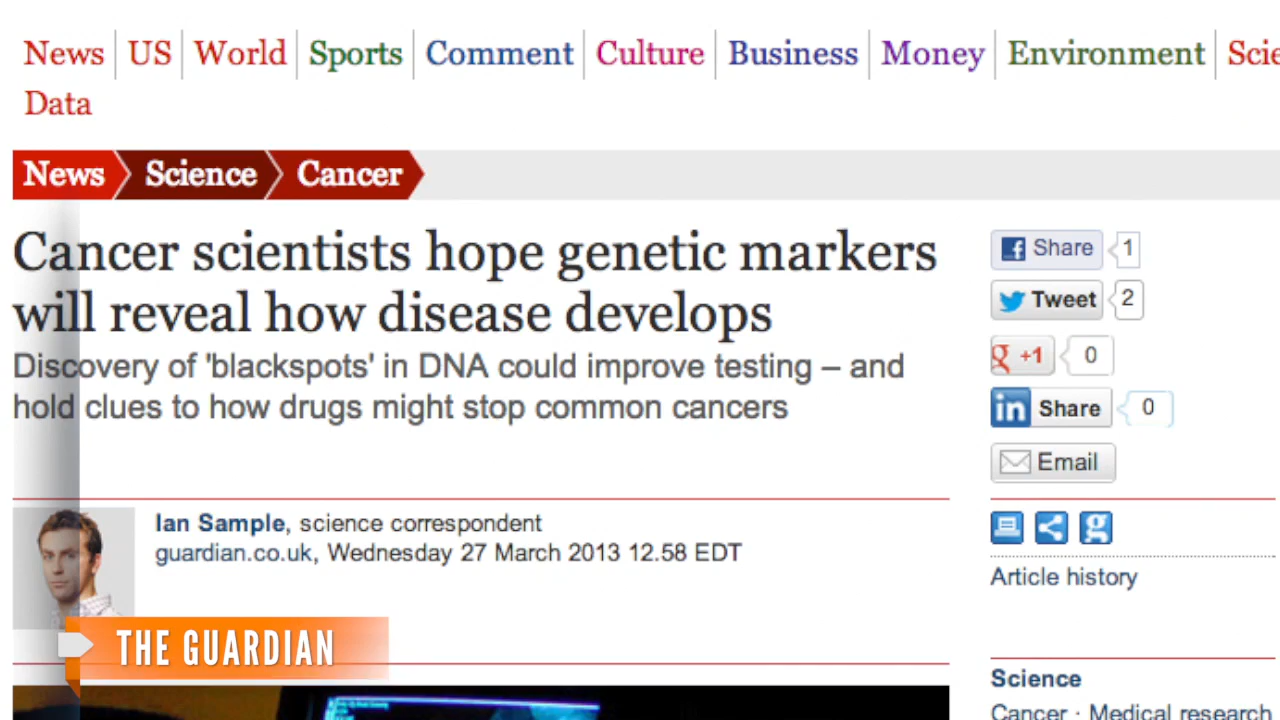 News US World Sports Comment Culture Business Money Environment Scie
Data
News Science Cancer
Cancer scientists hope genetic markers
will reveal how disease develops
Discovery of 'blackspots' in DNA could improve testing – and
hold clues to how drugs might stop common cancers
Share 1
Tweet 2
g +1 0
in Share 0
Email
Ian Sample, science correspondent
guardian.co.uk, Wednesday 27 March 2013 12.58 EDT
Article history
THE GUARDIAN
Science
Cancer · Medical research